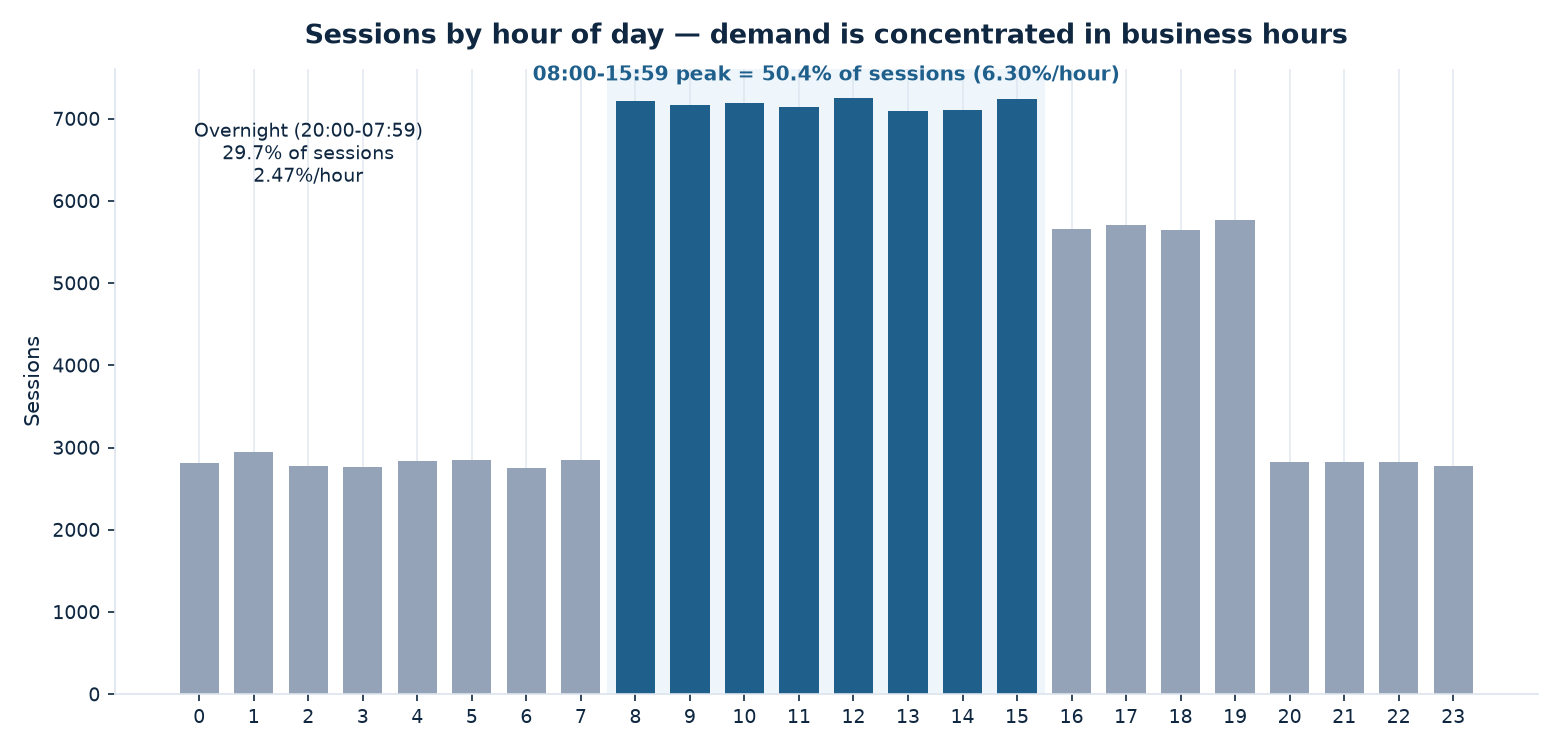 Sessions by hour of day — demand is concentrated in business hours
08:00-15:59 peak = 50.4% of sessions (6.30%/hour)
Overnight (20:00-07:59)
29.7% of sessions
2.47%/hour
Sessions
7000
6000
5000
4000
3000
2000
1000
0
0 1 2 3 4 5 6 7 8 9 10 11 12 13 14 15 16 17 18 19 20 21 22 23